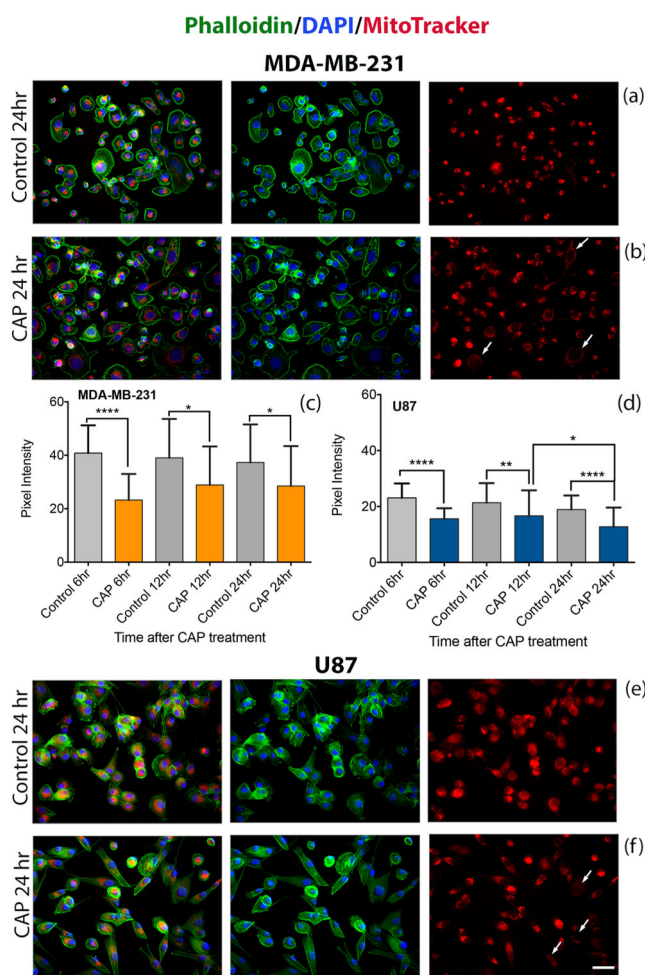 Phalloidin/DAPI/MitoTracker
MDA-MB-231
Control 24hr
(a)
CAP 24 hr
(b)
MDA-MB-231
(c)
Pixel Intensity
60
40
20
0
****
*
*
Control 6hr
CAP 6hr
Control 12hr
CAP 12hr
Control 24hr
CAP 24hr
Time after CAP treatment
U87
(d)
Pixel Intensity
60
40
20
0
****
**
*
****
Control 6hr
CAP 6hr
Control 12hr
CAP 12hr
Control 24hr
CAP 24hr
Time after CAP treatment
U87
Control 24 hr
(e)
CAP 24 hr
(f)